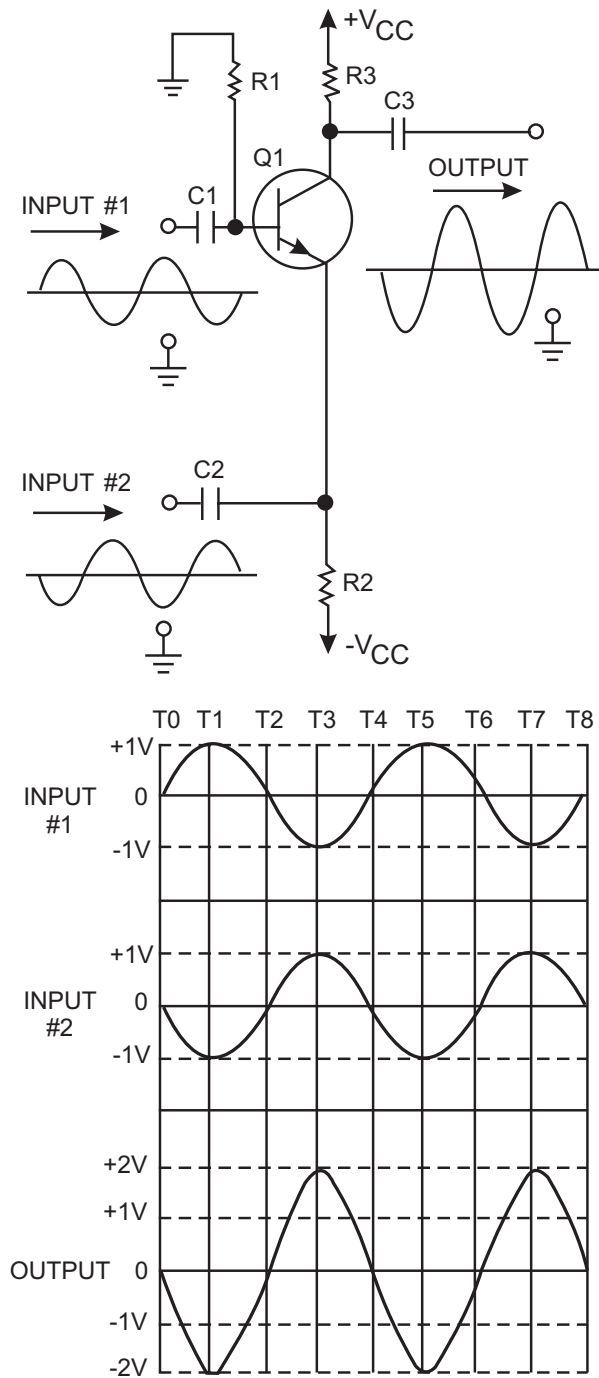 +VCC
R1
R3
C3
Q1
OUTPUT
INPUT #1
C1
INPUT #2
C2
R2
-VCC
T0 T1 T2 T3 T4 T5 T6 T7 T8
+1V
INPUT
#1
0
-1V
+1V
INPUT
#2
0
-1V
+2V
+1V
OUTPUT 0
-1V
-2V